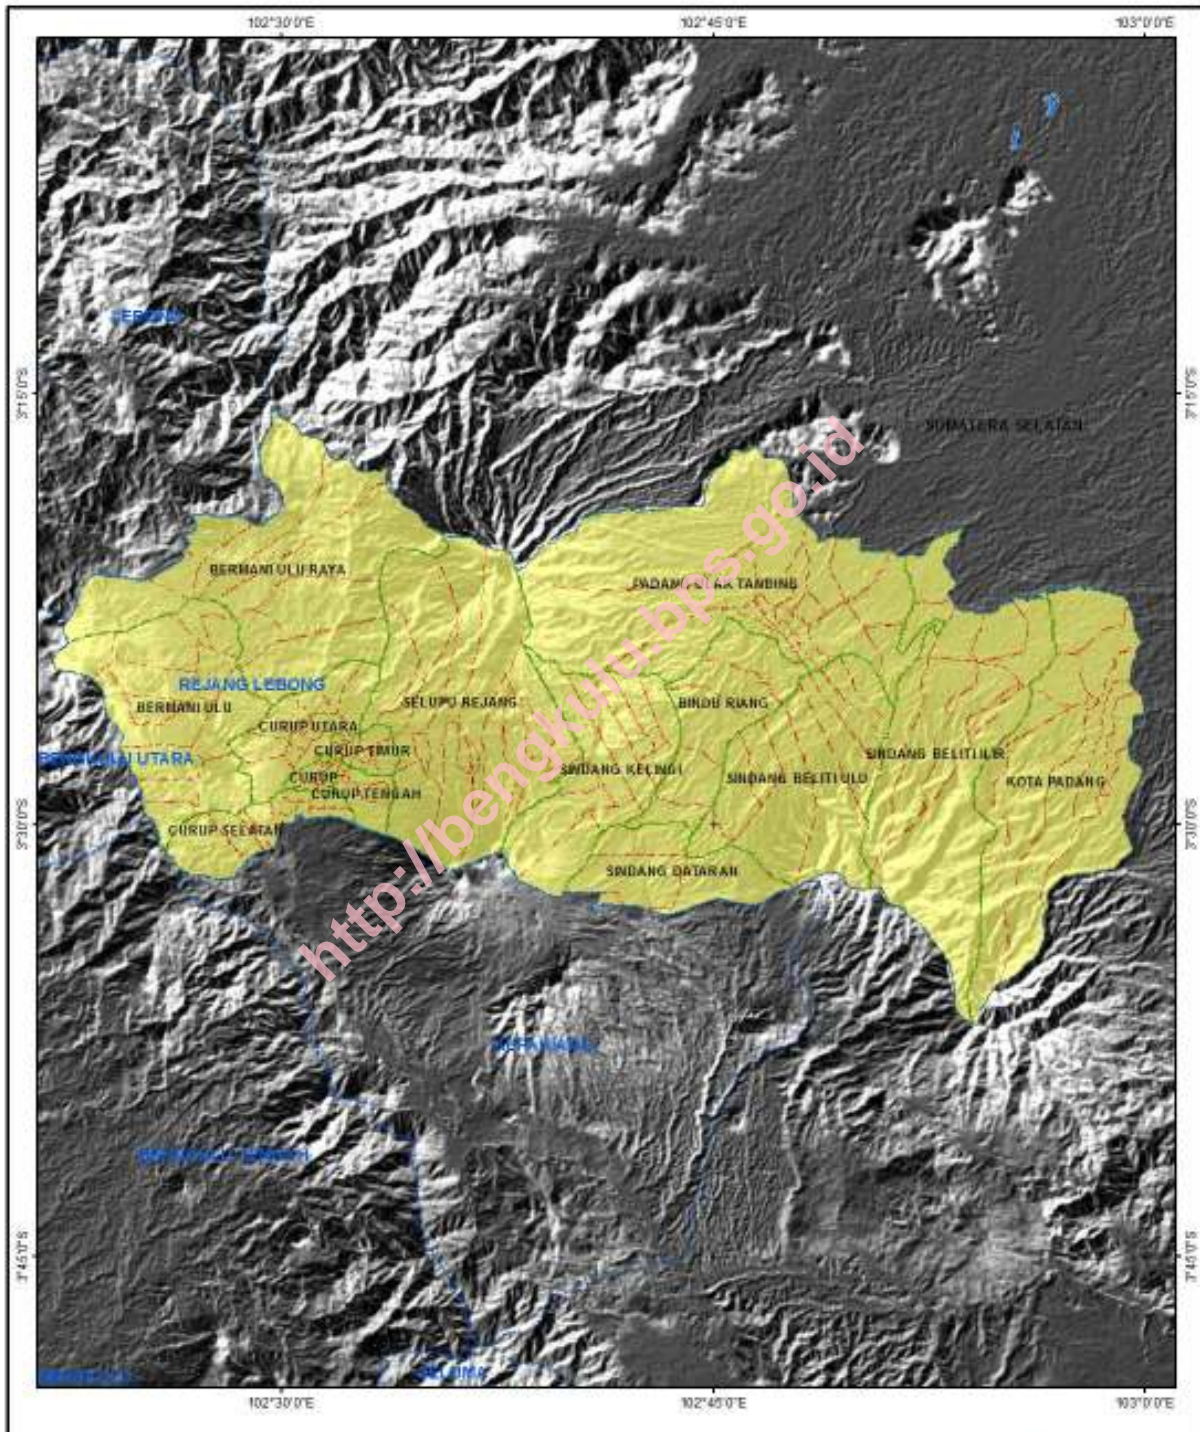 102°30'0"E 102°45'0"E 103°0'0"E
LEBONG
3°15'0"S 3°15'0"S
SUMATERA SELATAN
BERMANI ULU RAYA
PADANG ULAK TANDING
REJANG LEBONG
BERMANI ULU
SELUPU REJANG
BINDU RIANG
CURUP UTARA
CURUP TIMUR
BENGKULU UTARA
SINDANG BELITI ILIR
SINDANG KELINGI
CURUP
SINDANG BELITI ULU
KOTA PADANG
CURUP TENGAH
CURUP SELATAN
3°30'0"S 3°30'0"S
SINDANG DATARAN
http://bengkulu.bps.go.id
KEPAHIANG
BENGKULU TENGAH
3°45'0"S 3°45'0"S
SELUMA
102°30'0"E 102°45'0"E 103°0'0"E